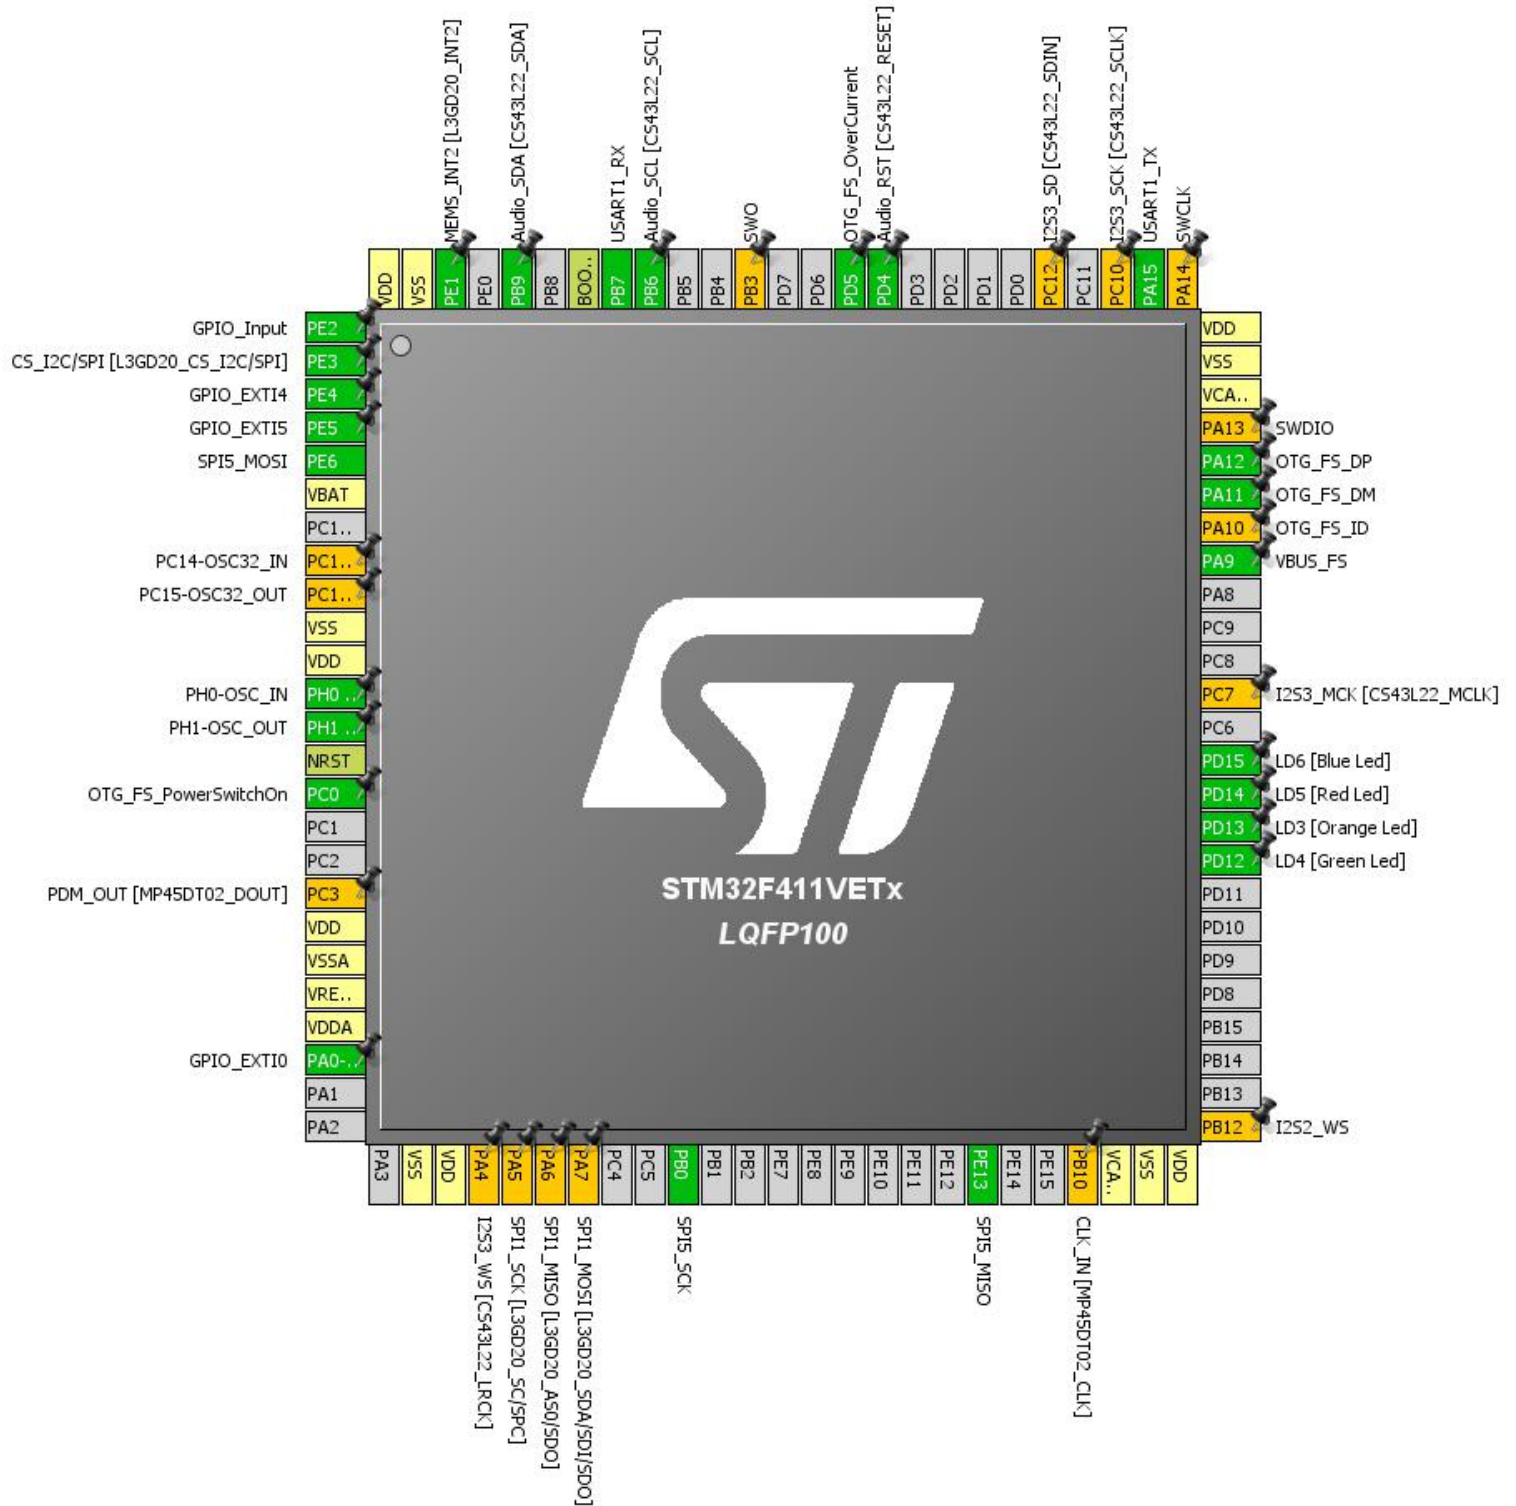 MEMS_INT2 [L3GD20_INT2]
Audio_SDA [CS43L22_SDA]
USART1_RX
Audio_SCL [CS43L22_SCL]
SWO
OTG_FS_OverCurrent
Audio_RST [CS43L22_RESET]
I2S3_SD [CS43L22_SDIN]
I2S3_SCK [CS43L22_SCLK]
USART1_TX
SWCLK
VDD
VSS
PE1
PE0
PB9
PB8
BOO..
PB7
PB6
PB5
PB4
PB3
PD7
PD6
PD5
PD4
PD3
PD2
PD1
PD0
PC12
PC11
PC10
PA15
PA14
GPIO_Input PE2
CS_I2C/SPI [L3GD20_CS_I2C/SPI] PE3
GPIO_EXTI4 PE4
GPIO_EXTI5 PE5
SPI5_MOSI PE6
VBAT
PC1..
PC14-OSC32_IN PC1..
PC15-OSC32_OUT PC1..
VSS
VDD
PH0-OSC_IN PH0 ..
PH1-OSC_OUT PH1 ..
NRST
OTG_FS_PowerSwitchOn PC0
PC1
PC2
PDM_OUT [MP45DT02_DOUT] PC3
VDD
VSSA
VRE..
VDDA
GPIO_EXTI0 PA0-..
PA1
PA2
STM32F411VETx
LQFP100
VDD
VSS
VCA..
PA13 SWDIO
PA12 OTG_FS_DP
PA11 OTG_FS_DM
PA10 OTG_FS_ID
PA9 VBUS_FS
PA8
PC9
PC8
PC7 I2S3_MCK [CS43L22_MCLK]
PC6
PD15 LD6 [Blue Led]
PD14 LD5 [Red Led]
PD13 LD3 [Orange Led]
PD12 LD4 [Green Led]
PD11
PD10
PD9
PD8
PB15
PB14
PB13
PB12 I2S2_WS
PA3
VSS
VDD
PA4
PA5
PA6
PA7
PC4
PC5
PB0
PB1
PB2
PE7
PE8
PE9
PE10
PE11
PE12
PE13
PE14
PE15
PB10
VCA..
VSS
VDD
I2S3_WS [CS43L22_LRCK]
SPI1_SCK [L3GD20_SC/SPC]
SPI1_MISO [L3GD20_AS0/SDO]
SPI1_MOSI [L3GD20_SDA/SDI/SDO]
SPI5_SCK
SPI5_MISO
CLK_IN [MP45DT02_CLK]